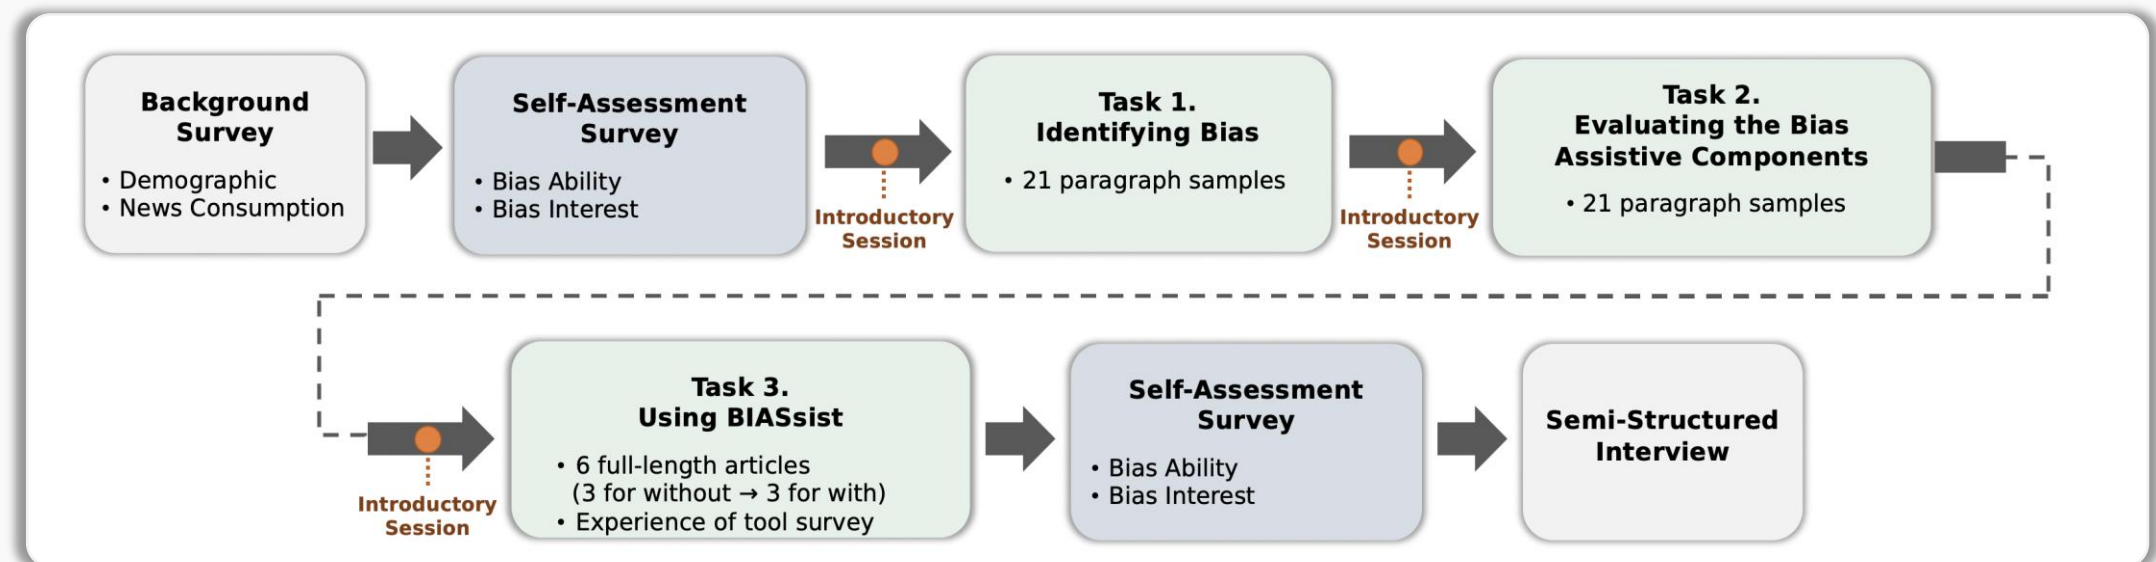 Background
Survey
• Demographic
• News Consumption
Self-Assessment
Survey
• Bias Ability
• Bias Interest
Introductory
Session
Task 1.
Identifying Bias
• 21 paragraph samples
Introductory
Session
Task 2.
Evaluating the Bias
Assistive Components
• 21 paragraph samples
Introductory
Session
Task 3.
Using BIASsist
• 6 full-length articles
(3 for without → 3 for with)
• Experience of tool survey
Self-Assessment
Survey
• Bias Ability
• Bias Interest
Semi-Structured
Interview